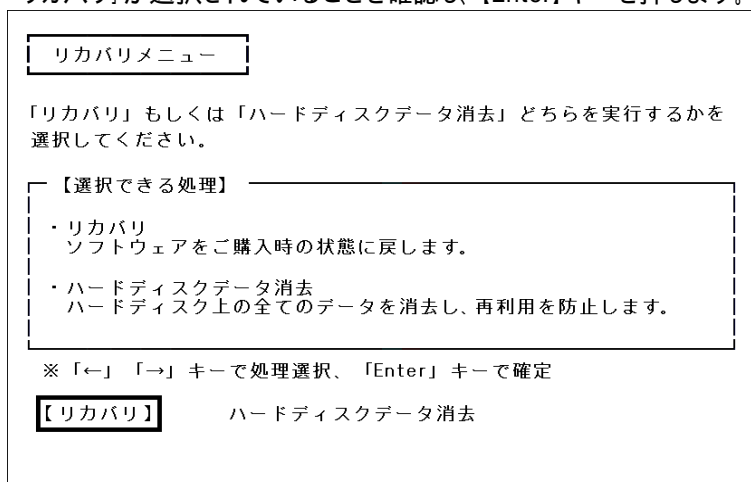 リカバリ」が選択されていることを確認し、【Enter】キーを押します。
リカバリメニュー
「リカバリ」もしくは「ハードディスクデータ消去」どちらを実行するかを
選択してください。
【選択できる処理】
・リカバリ
ソフトウェアをご購入時の状態に戻します。
・ハードディスクデータ消去
ハードディスク上の全てのデータを消去し、再利用を防止します。
※「←」「→」キーで処理選択、「Enter」キーで確定
【リカバリ】 ハードディスクデータ消去